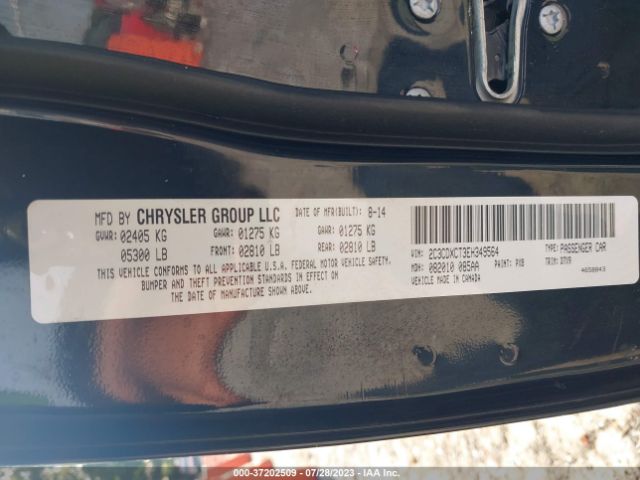 MFD BY CHRYSLER GROUP LLC DATE OF MFR(BUILT): 8-14
GVWR: 02405 KG GAWR: 01275 KG GAWR: 01275 KG
05300 LB FRONT: 02810 LB REAR: 02810 LB
THIS VEHICLE CONFORMS TO ALL APPLICABLE U.S.A. FEDERAL MOTOR VEHICLE SAFETY,
BUMPER AND THEFT PREVENTION STANDARDS IN EFFECT ON
THE DATE OF MANUFACTURE SHOWN ABOVE.
VIN: 2C3CDXCT3EH349564 TYPE: PASSENGER CAR
MDH: 082010 085AA PAINT: PX8 TRIM: D7X9
VEHICLE MADE IN CANADA 4658843
000-37202509 - 07/28/2023 - IAA Inc.